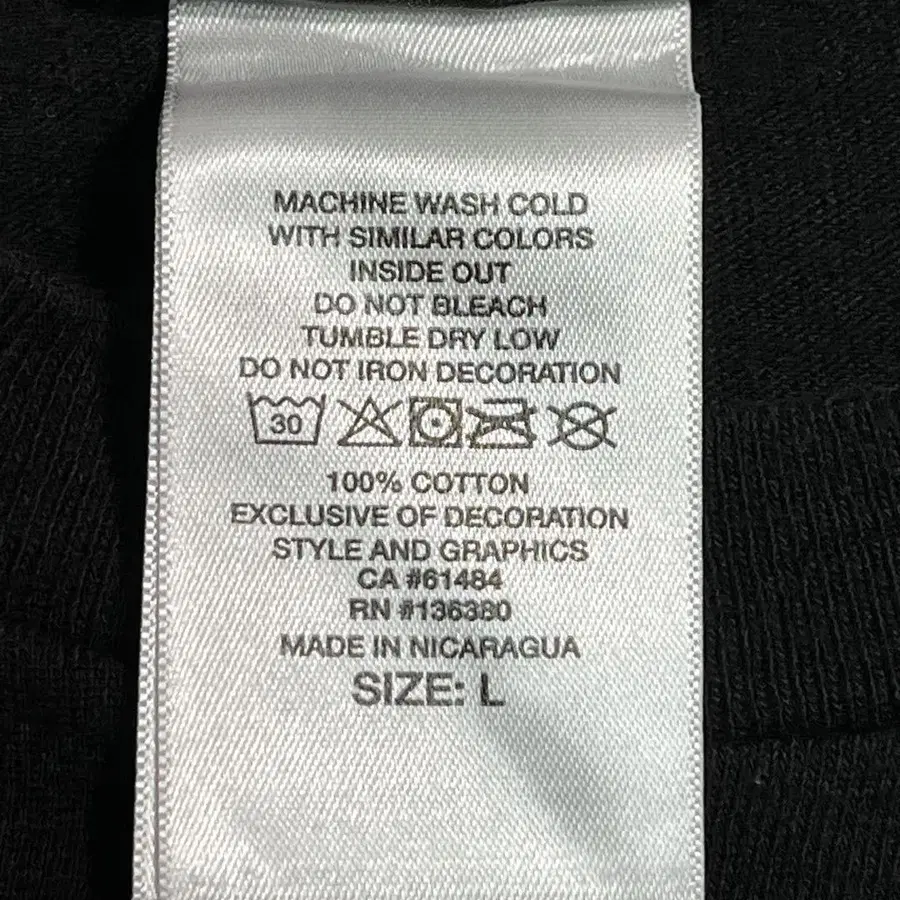 MACHINE WASH COLD
WITH SIMILAR COLORS
INSIDE OUT
DO NOT BLEACH
TUMBLE DRY LOW
DO NOT IRON DECORATION
30
100% COTTON
EXCLUSIVE OF DECORATION
STYLE AND GRAPHICS
CA #61484
RN #136380
MADE IN NICARAGUA
SIZE: L